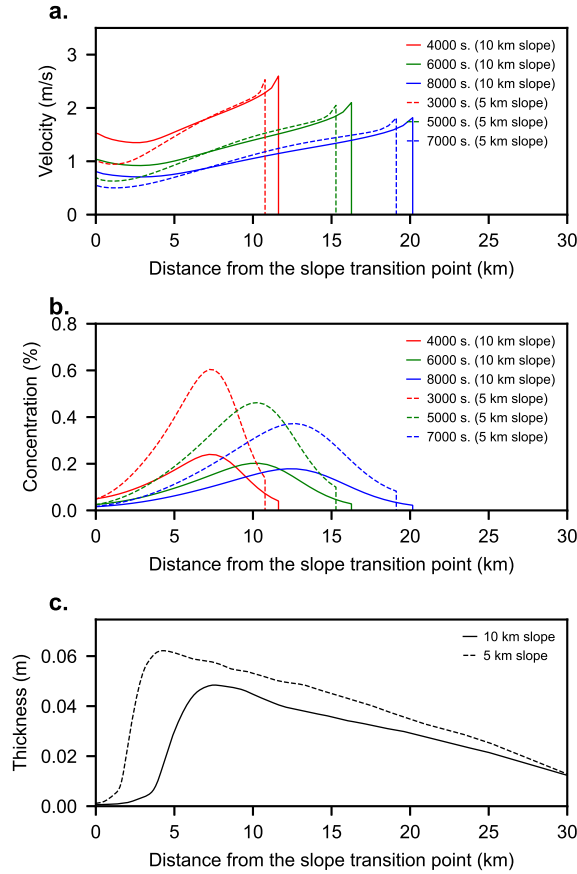 a.
3
2
1
0
Velocity (m/s)
4000 s. (10 km slope)
6000 s. (10 km slope)
8000 s. (10 km slope)
3000 s. (5 km slope)
5000 s. (5 km slope)
7000 s. (5 km slope)
0 5 10 15 20 25 30
Distance from the slope transition point (km)
b.
0.8
0.6
0.4
0.2
0.0
Concentration (%)
4000 s. (10 km slope)
6000 s. (10 km slope)
8000 s. (10 km slope)
3000 s. (5 km slope)
5000 s. (5 km slope)
7000 s. (5 km slope)
0 5 10 15 20 25 30
Distance from the slope transition point (km)
c.
0.06
0.04
0.02
0.00
Thickness (m)
10 km slope
5 km slope
0 5 10 15 20 25 30
Distance from the slope transition point (km)